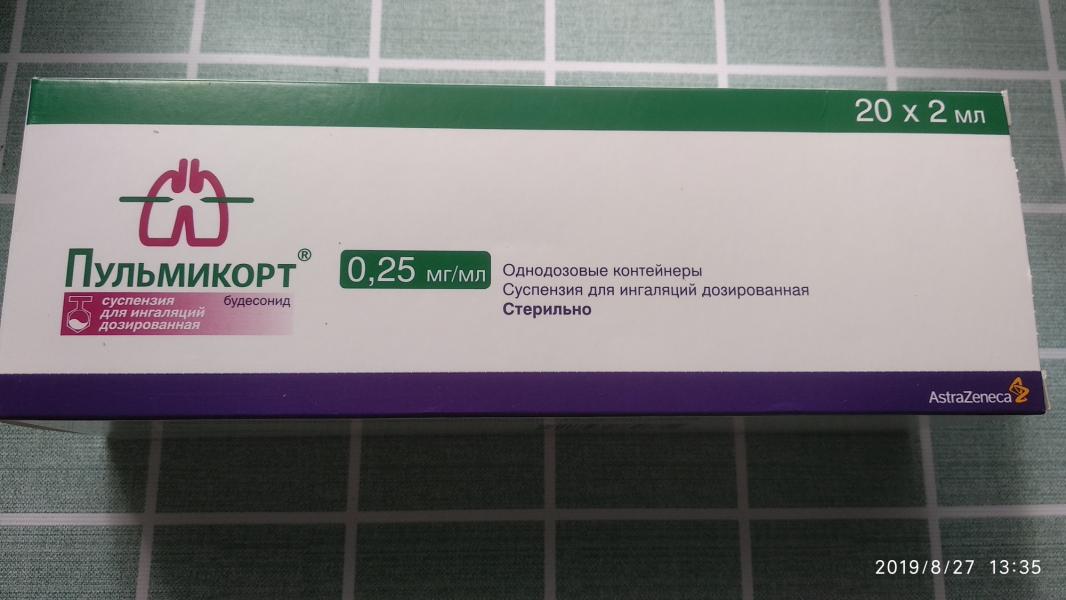 20 x 2 мл
Пульмикорт®
будесонид
суспензия
для ингаляций
дозированная
0,25 мг/мл
Однодозовые контейнеры
Суспензия для ингаляций дозированная
Стерильно
AstraZeneca
2019/8/27 13:35